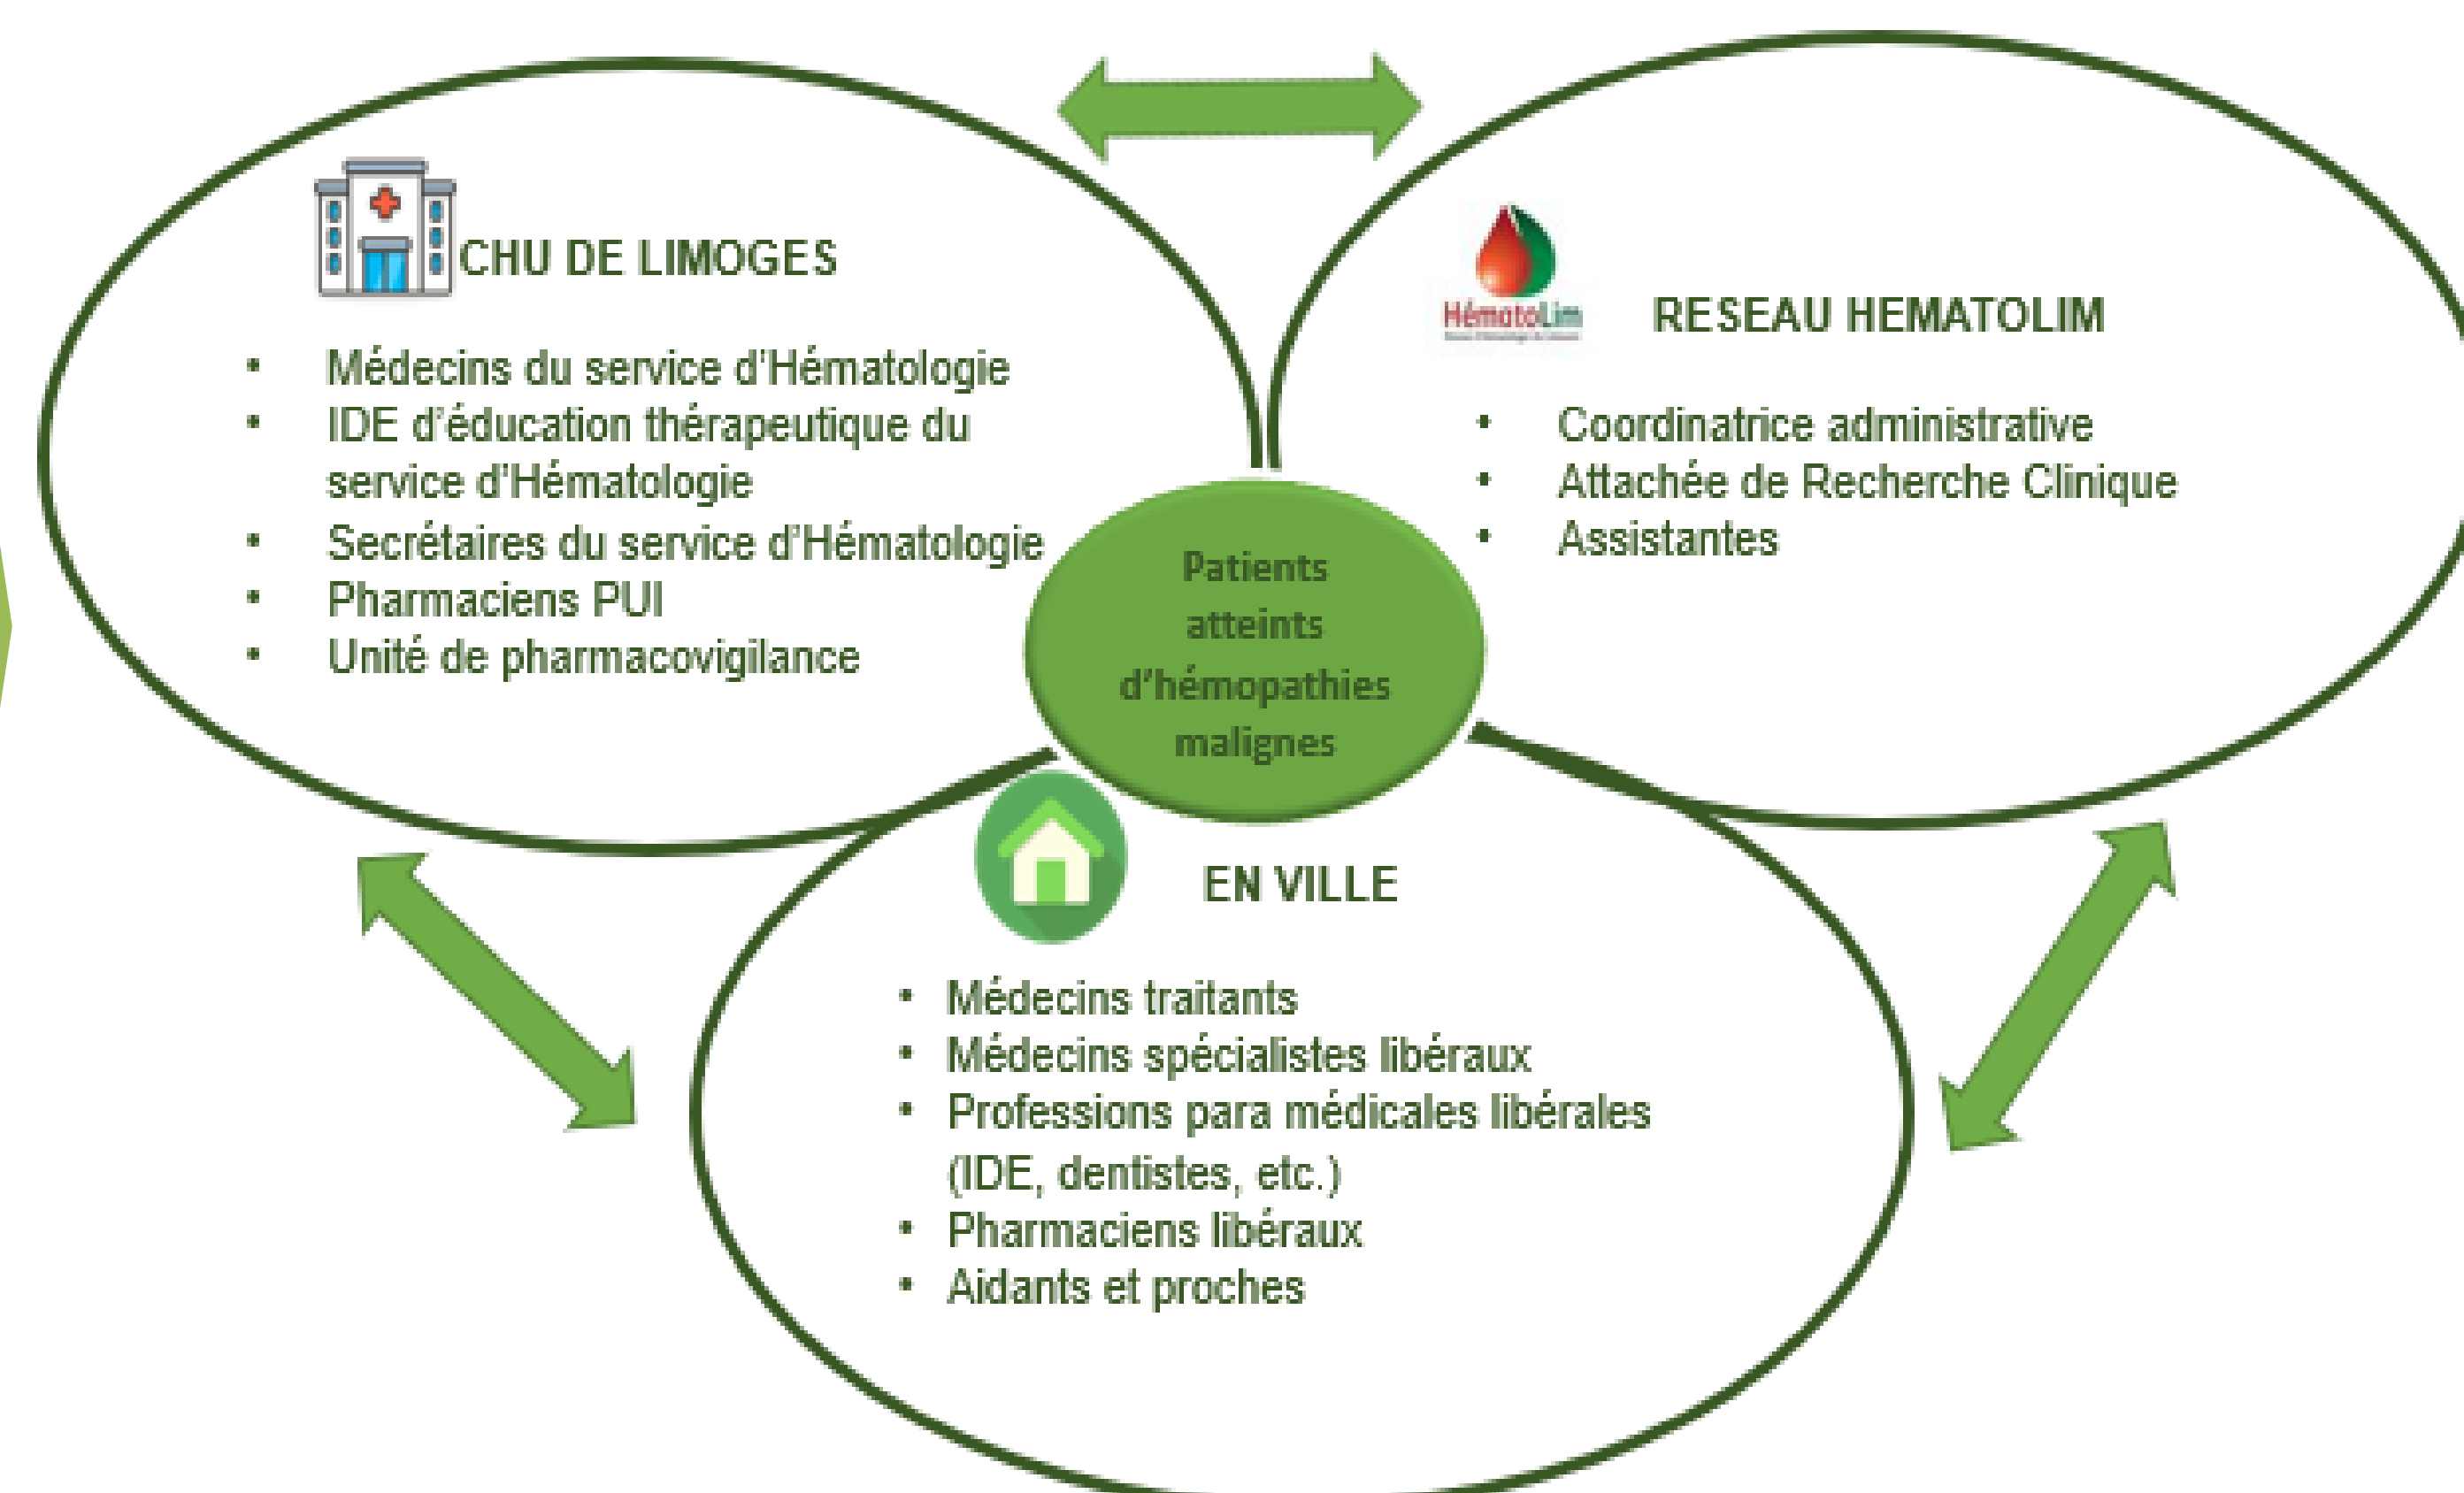 CHU DE LIMOGES
• Médecins du service d'Hématologie
• IDE d'éducation thérapeutique du
service d'Hématologie
• Secrétaires du service d'Hématologie
• Pharmaciens PUI
• Unité de pharmacovigilance
HématoLim
RESEAU HEMATOLIM
• Coordinatrice administrative
• Attachée de Recherche Clinique
• Assistantes
Patients
atteints
d'hémopathies
malignes
EN VILLE
• Médecins traitants
• Médecins spécialistes libéraux
• Professions para médicales libérales
(IDE, dentistes, etc.)
• Pharmaciens libéraux
• Aidants et proches